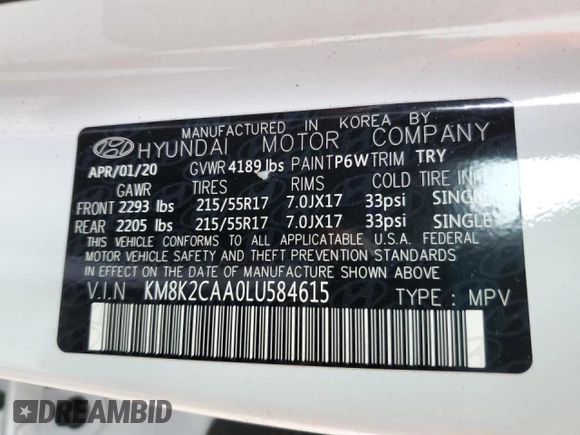 MANUFACTURED IN KOREA BY
HYUNDAI MOTOR COMPANY
APR/01/20 GVWR 4189 lbs PAINT P6W TRIM TRY
GAWR TIRES RIMS COLD TIRE IN
FRONT 2293 lbs 215/55R17 7.0JX17 33psi SINGL
REAR 2205 lbs 215/55R17 7.0JX17 33psi SINGLE
THIS VEHICLE CONFORMS TO ALL APPLICABLE U.S.A. FEDERAL
MOTOR VEHICLE SAFETY AND THEFT PREVENTION STANDARDS
IN EFFECT ON THE DATE OF MANUFACTURE SHOWN ABOVE.
V.I.N KM8K2CAA0LU584615 TYPE : MPV
DREAMBID